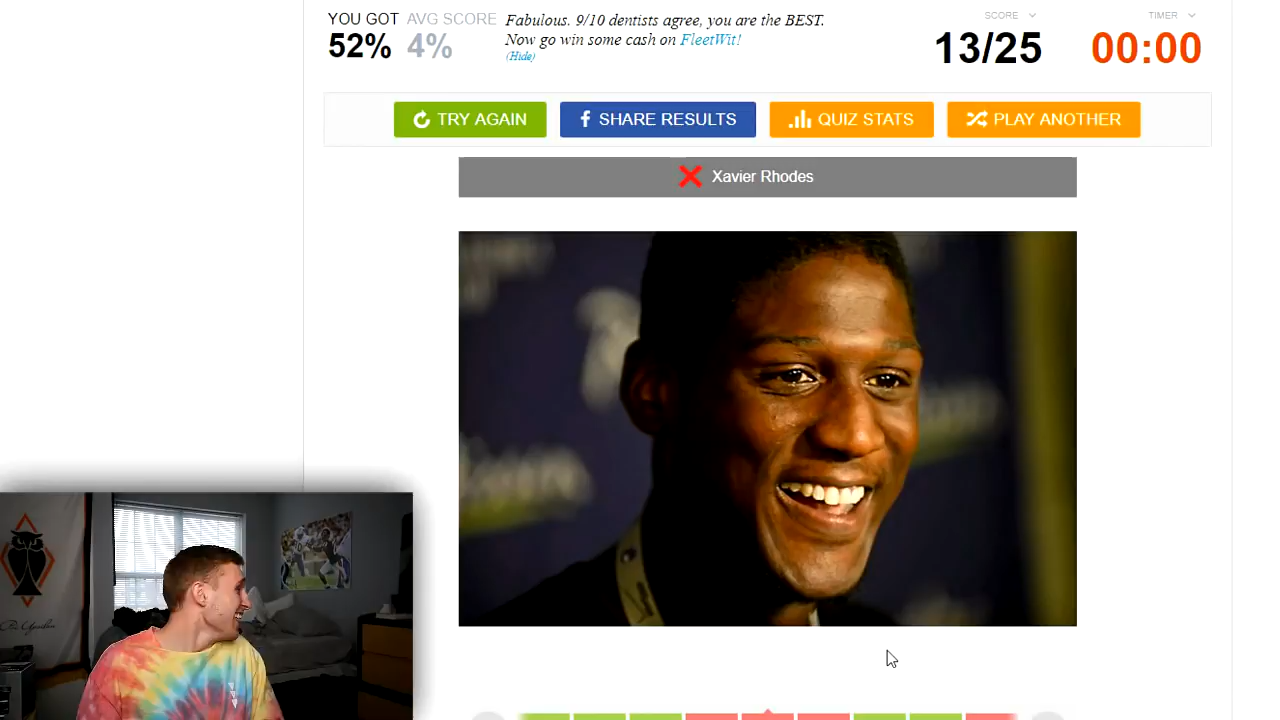 YOU GOT
AVG SCORE
52%
4%
Fabulous. 9/10 dentists agree, you are the BEST.
Now go win some cash on FleetWit!
(Hide)
SCORE
13/25
TIMER
00:00
TRY AGAIN
SHARE RESULTS
QUIZ STATS
PLAY ANOTHER
Xavier Rhodes